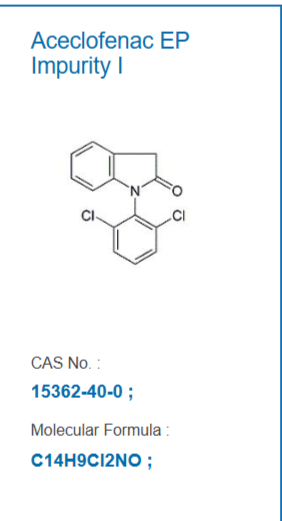 Aceclofenac EP
Impurity I
N
O
Cl
Cl
CAS No. :
15362-40-0 ;
Molecular Formula :
C14H9Cl2NO ;